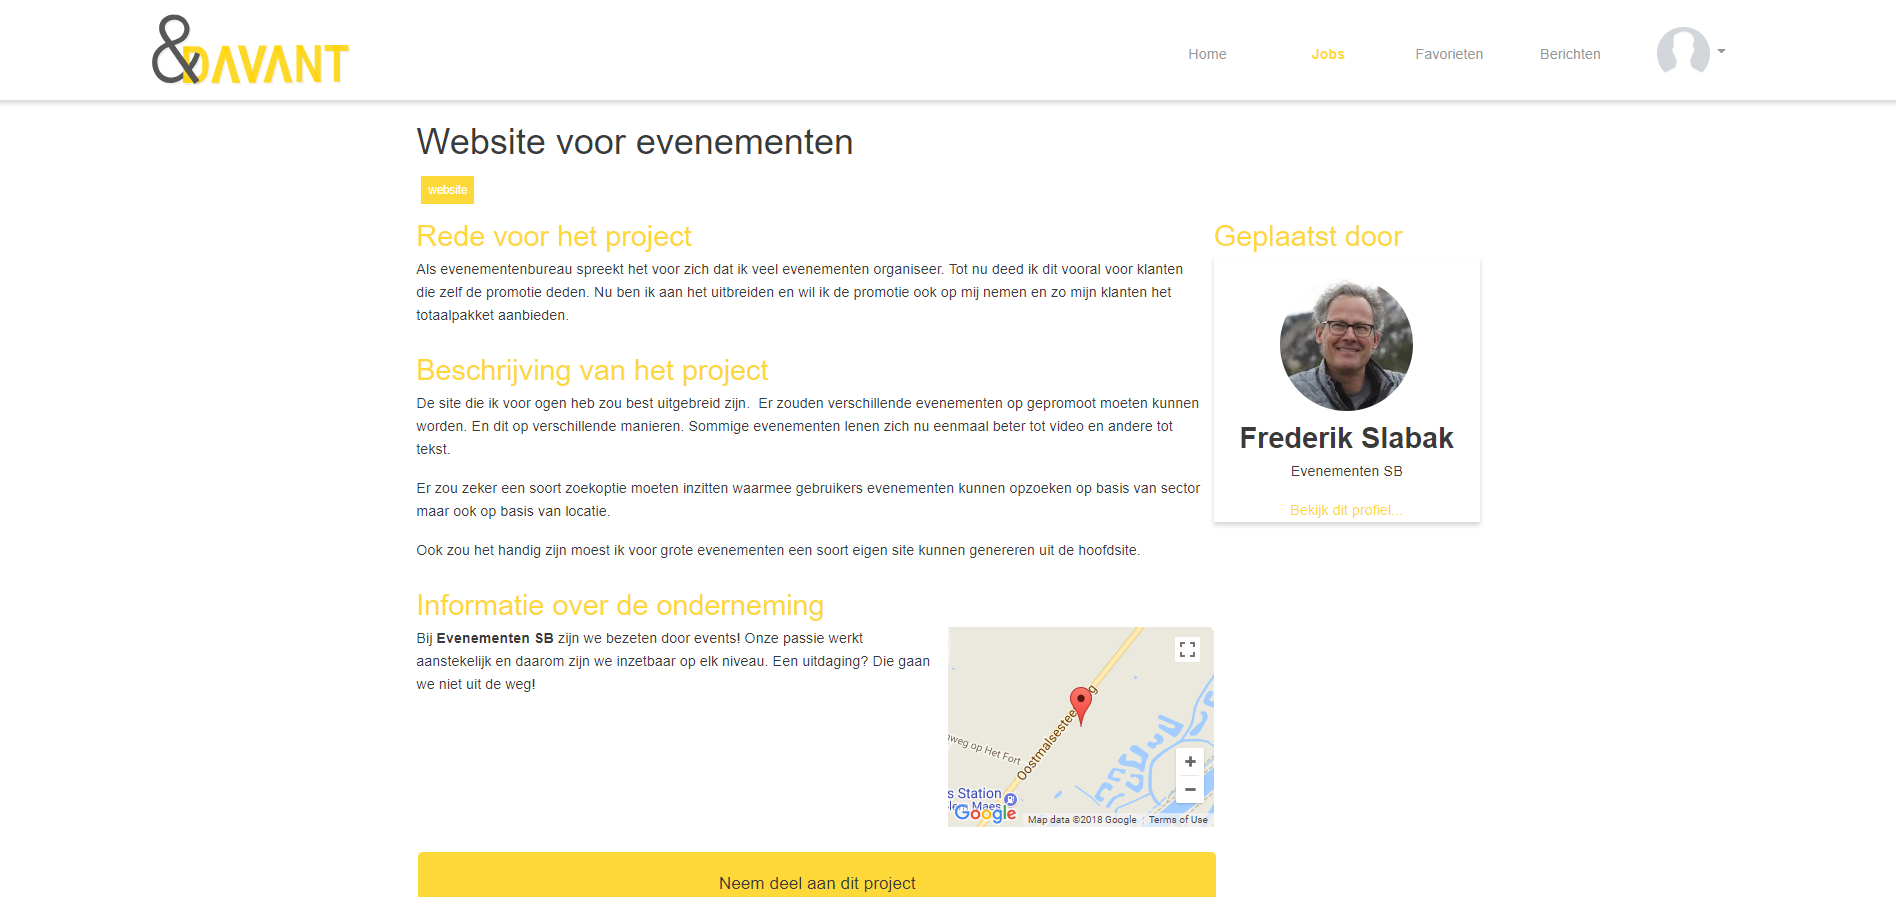 &DAVANT
Home
Jobs
Favorieten
Berichten
Website voor evenementen
website
Rede voor het project
Als evenementenbureau spreekt het voor zich dat ik veel evenementen organiseer. Tot nu deed ik dit vooral voor klanten
die zelf de promotie deden. Nu ben ik aan het uitbreiden en wil ik de promotie ook op mij nemen en zo mijn klanten het
totaalpakket aanbieden.
Beschrijving van het project
De site die ik voor ogen heb zou best uitgebreid zijn.  Er zouden verschillende evenementen op gepromoot moeten kunnen
worden. En dit op verschillende manieren. Sommige evenementen lenen zich nu eenmaal beter tot video en andere tot
tekst.
Er zou zeker een soort zoekoptie moeten inzitten waarmee gebruikers evenementen kunnen opzoeken op basis van sector
maar ook op basis van locatie.
Ook zou het handig zijn moest ik voor grote evenementen een soort eigen site kunnen genereren uit de hoofdsite.
Informatie over de onderneming
Bij Evenementen SB zijn we bezeten door events! Onze passie werkt
aanstekelijk en daarom zijn we inzetbaar op elk niveau. Een uitdaging? Die gaan
we niet uit de weg!
weg op Het Fort
Oostmalsestee
g
s Station
Maes
Google
Map data ©2018 Google
Terms of Use
Geplaatst door
Frederik Slabak
Evenementen SB
Bekijk dit profiel...
Neem deel aan dit project